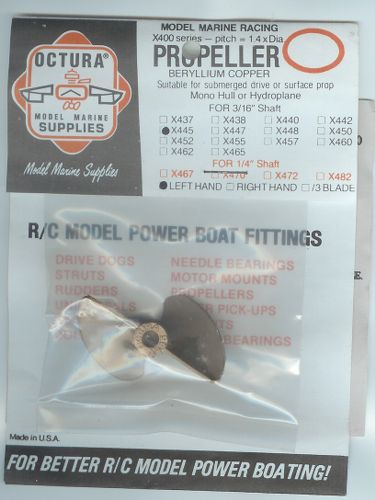 MODEL MARINE RACING
X400 series — pitch = 1.4 x Dia.
PROPELLER
BERYLLIUM COPPER
Suitable for submerged drive or surface prop
Mono Hull or Hydroplane
OCTURA®
MODEL MARINE
SUPPLIES
Model Marine Supplies
FOR 3/16" Shaft
X437 X438 X440 X442
X445 X447 X448 X450
X452 X455 X457 X460
X462 X465
FOR 1/4" Shaft
X467 X470 X472 X482
LEFT HAND RIGHT HAND /3 BLADE
R/C MODEL POWER BOAT FITTINGS
DRIVE DOGS NEEDLE BEARINGS
STRUTS MOTOR MOUNTS
RUDDERS PROPELLERS
PICK-UPS
Made in U.S.A.
FOR BETTER R/C MODEL POWER BOATING!